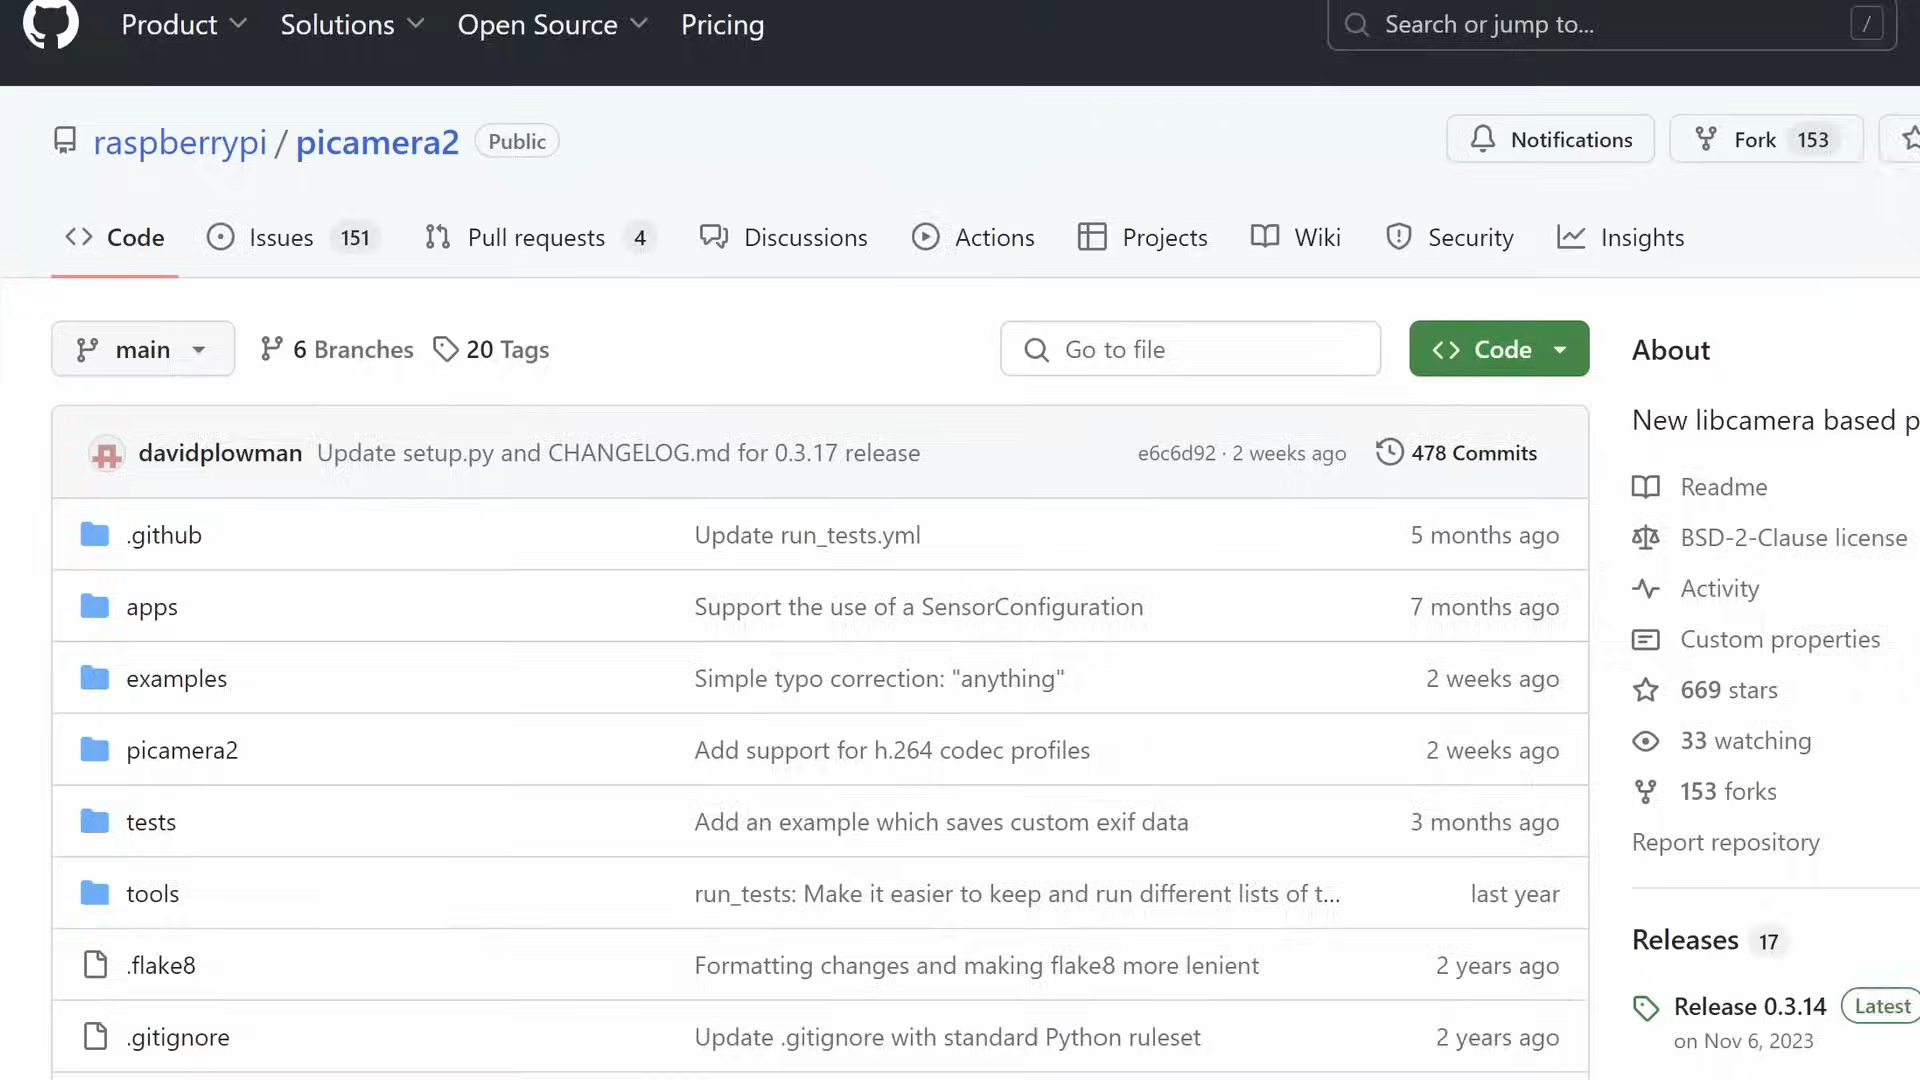 Product Solutions Open Source Pricing Search or jump to... /
raspberrypi / picamera2 Public Notifications Fork 153
Code Issues 151 Pull requests 4 Discussions Actions Projects Wiki Security Insights
main 6 Branches 20 Tags Go to file Code About
New libcamera based p
davidplowman Update setup.py and CHANGELOG.md for 0.3.17 release e6c6d92 · 2 weeks ago 478 Commits
.github Update run_tests.yml 5 months ago
apps Support the use of a SensorConfiguration 7 months ago
examples Simple typo correction: "anything" 2 weeks ago
picamera2 Add support for h.264 codec profiles 2 weeks ago
tests Add an example which saves custom exif data 3 months ago
tools run_tests: Make it easier to keep and run different lists of t... last year
.flake8 Formatting changes and making flake8 more lenient 2 years ago
.gitignore Update .gitignore with standard Python ruleset 2 years ago
Readme
BSD-2-Clause license
Activity
Custom properties
669 stars
33 watching
153 forks
Report repository
Releases 17
Release 0.3.14 Latest
on Nov 6, 2023